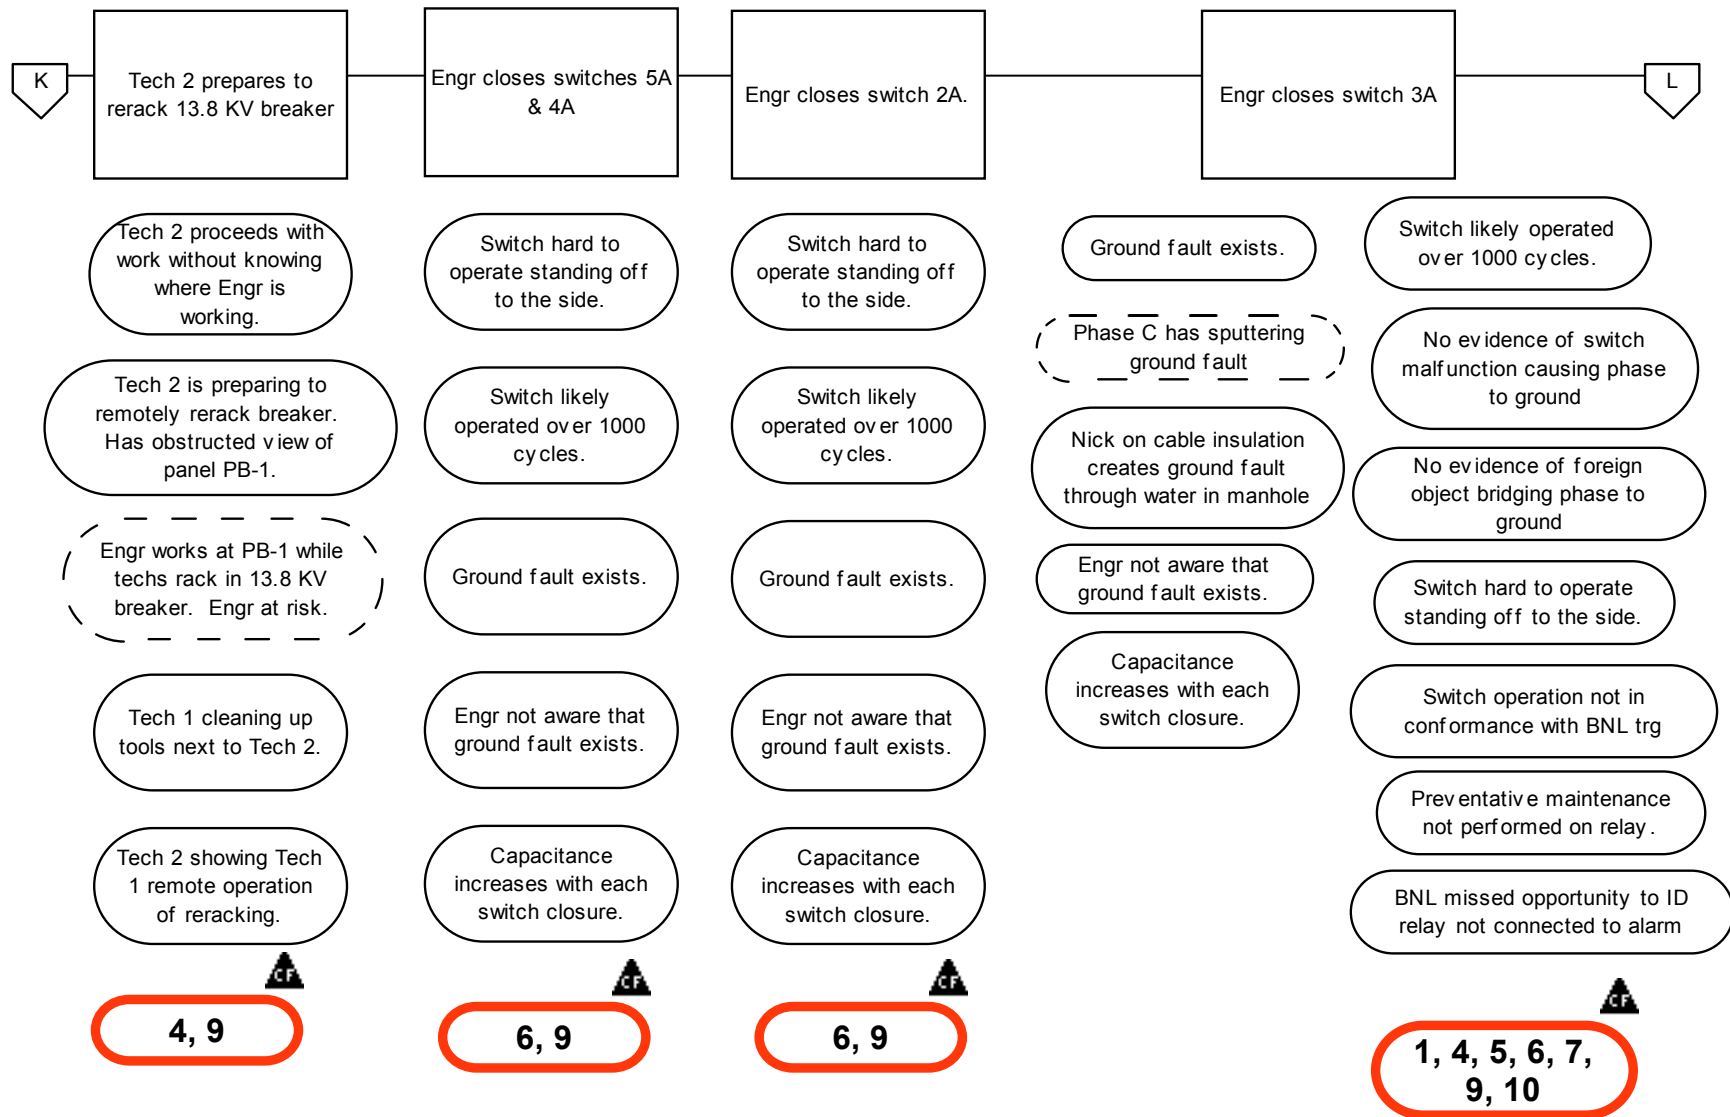 K
Tech 2 prepares to
rerack 13.8 KV breaker
Engr closes switches 5A
& 4A
Engr closes switch 2A.
Engr closes switch 3A
L
Tech 2 proceeds with
work without knowing
where Engr is
working.
Tech 2 is preparing to
remotely rerack breaker.
Has obstructed view of
panel PB-1.
Engr works at PB-1 while
techs rack in 13.8 KV
breaker. Engr at risk.
Tech 1 cleaning up
tools next to Tech 2.
Tech 2 showing Tech
1 remote operation
of reracking.
CF
4, 9
Switch hard to
operate standing off
to the side.
Switch likely
operated over 1000
cycles.
Ground fault exists.
Engr not aware that
ground fault exists.
Capacitance
increases with each
switch closure.
CF
6, 9
Switch hard to
operate standing off
to the side.
Switch likely
operated over 1000
cycles.
Ground fault exists.
Engr not aware that
ground fault exists.
Capacitance
increases with each
switch closure.
CF
6, 9
Ground fault exists.
Phase C has sputtering
ground fault
Nick on cable insulation
creates ground fault
through water in manhole
Engr not aware that
ground fault exists.
Capacitance
increases with each
switch closure.
Switch likely operated
over 1000 cycles.
No evidence of switch
malfunction causing phase
to ground
No evidence of foreign
object bridging phase to
ground
Switch hard to operate
standing off to the side.
Switch operation not in
conformance with BNL trg
Preventative maintenance
not performed on relay.
BNL missed opportunity to ID
relay not connected to alarm
CF
1, 4, 5, 6, 7,
9, 10